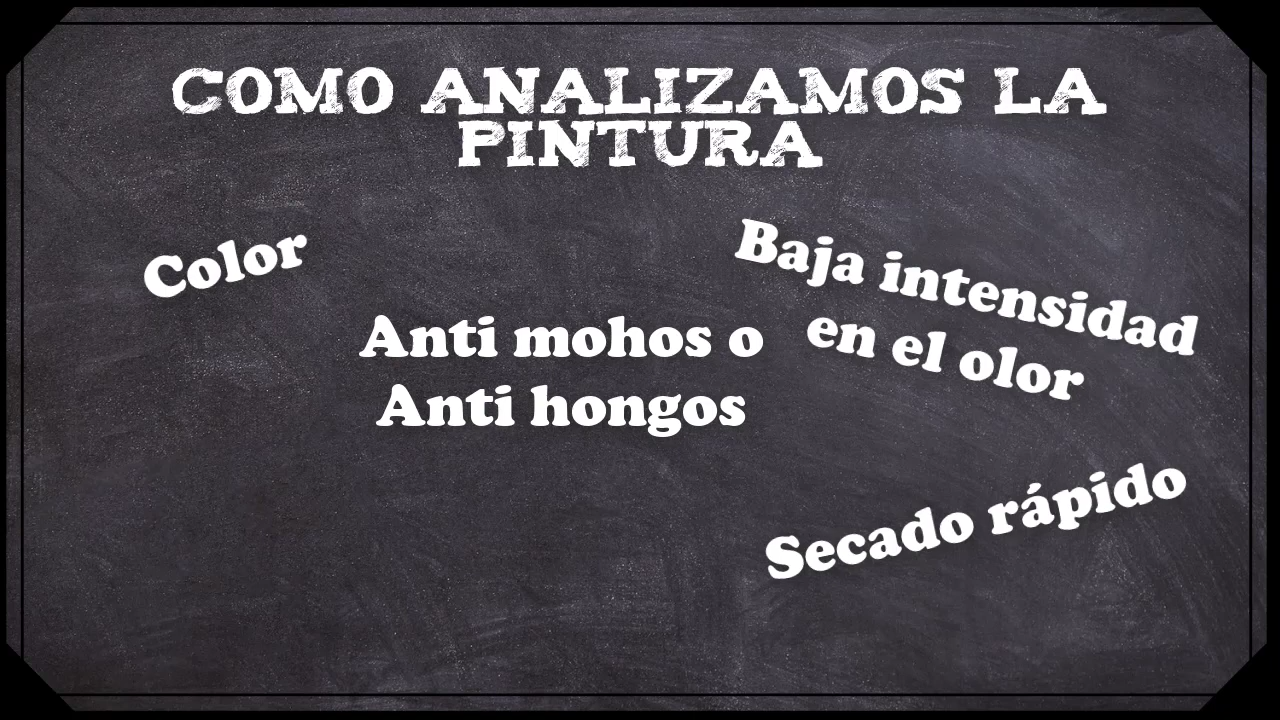 COMO ANALIZAMOS LA
PINTURA
Color
Baja intensidad
en el olor
Anti mohos o
Anti hongos
Secado rápido